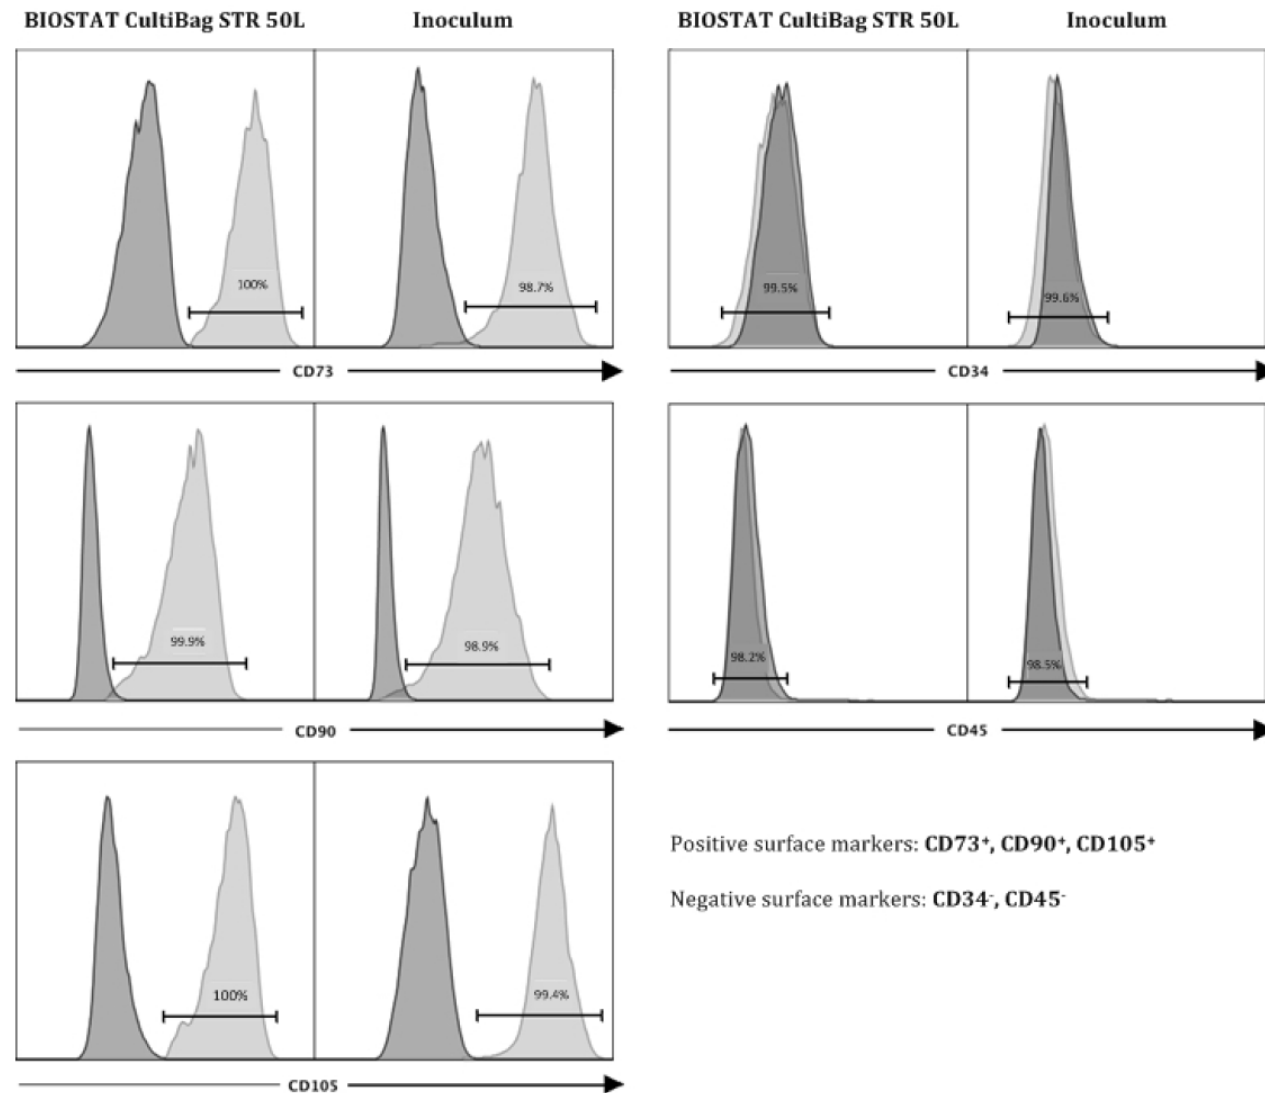 BIOSTAT CultiBag STR 50L Inoculum
100%
98.7%
CD73
99.9%
98.9%
CD90
100%
99.4%
CD105
BIOSTAT CultiBag STR 50L Inoculum
99.5%
99.6%
CD34
98.2%
98.5%
CD45
Positive surface markers: CD73⁺, CD90⁺, CD105⁺
Negative surface markers: CD34⁻, CD45⁻